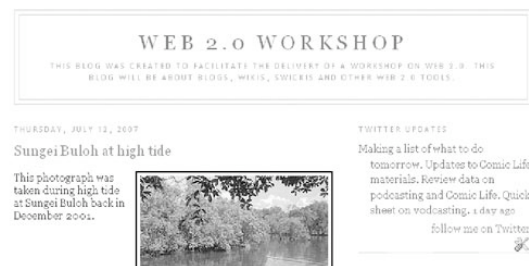 WEB 2.0 WORKSHOP
THIS BLOG WAS CREATED TO FACILITATE THE DELIVERY OF A WORKSHOP ON WEB 2.0. THIS
BLOG WILL BE ABOUT BLOGS, WIKIS, SWICKIS AND OTHER WEB 2.0 TOOLS.
THURSDAY, JULY 12, 2007
Sungei Buloh at high tide
This photograph was
taken during high tide
at Sungei Buloh back in
December 2001.
TWITTER UPDATES
Making a list of what to do
tomorrow. Updates to Comic Life
materials. Review data on
podcasting and Comic Life. Quick
sheet on vodcasting. 1 day ago
follow me on Twitter